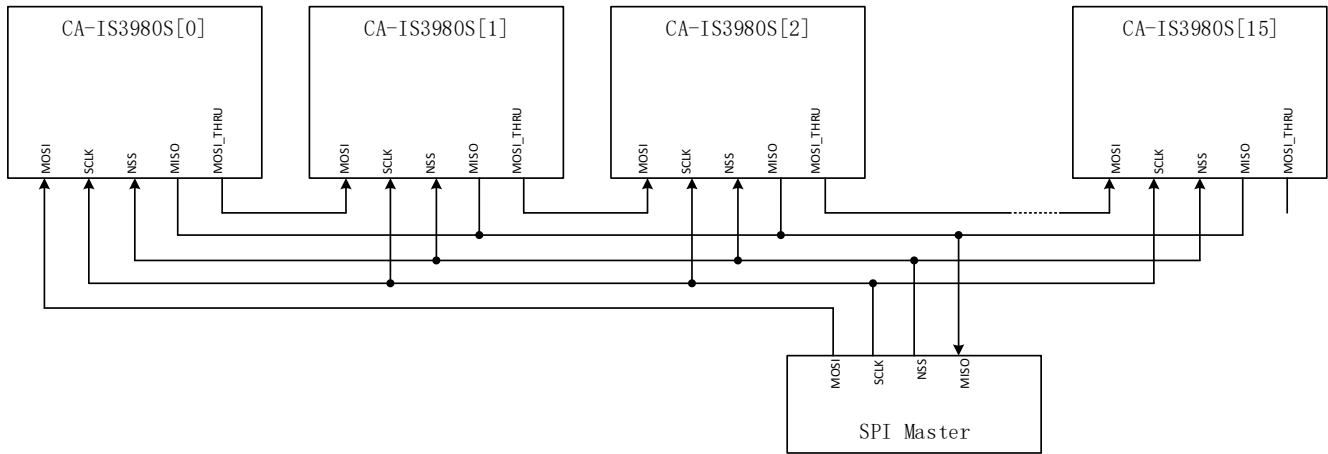 CA-IS3980S[0]
CA-IS3980S[1]
CA-IS3980S[2]
CA-IS3980S[15]
MOSI
SCLK
NSS
MISO
MOSI_THRU
MOSI
SCLK
NSS
MISO
MOSI_THRU
MOSI
SCLK
NSS
MISO
MOSI_THRU
MOSI
SCLK
NSS
MISO
MOSI_THRU
MOSI
SCLK
NSS
MISO
SPI Master